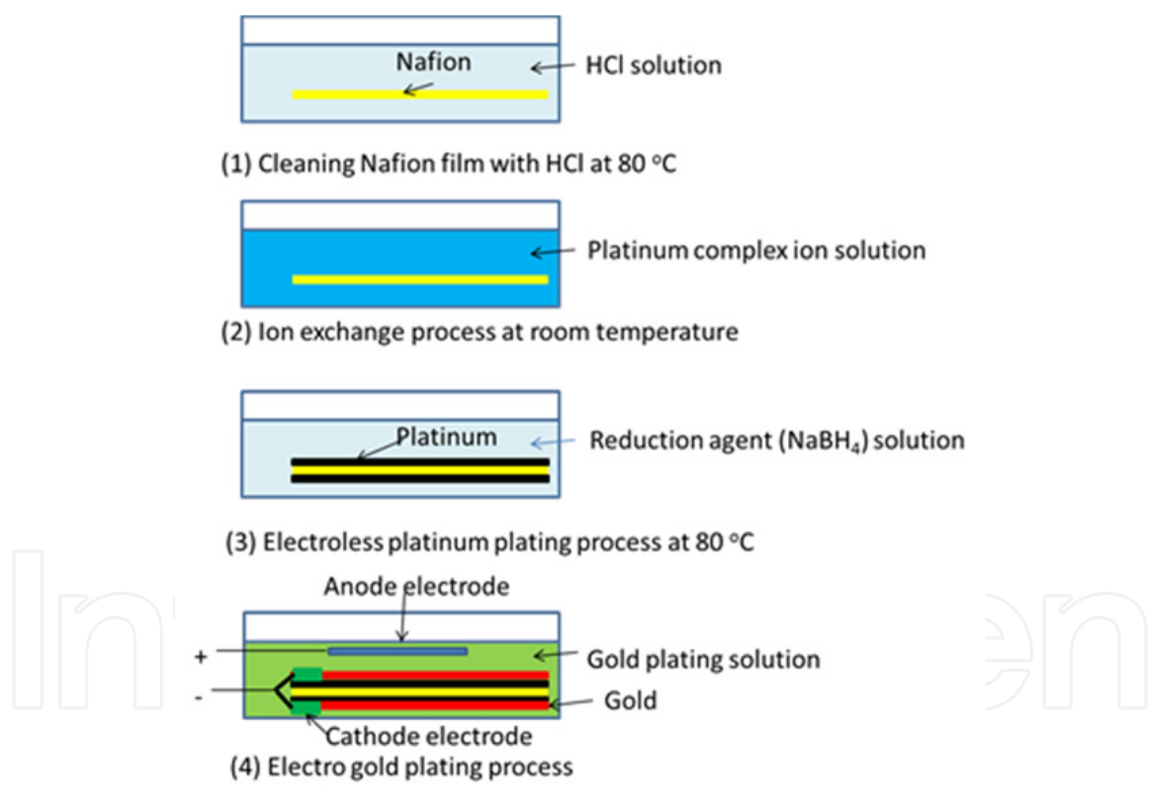 Nafion
HCl solution
(1) Cleaning Nafion film with HCl at 80 °C
Platinum complex ion solution
(2) Ion exchange process at room temperature
Platinum
Reduction agent (NaBH₄) solution
(3) Electroless platinum plating process at 80 °C
Anode electrode
+
Gold plating solution
-
Gold
Cathode electrode
(4) Electro gold plating process